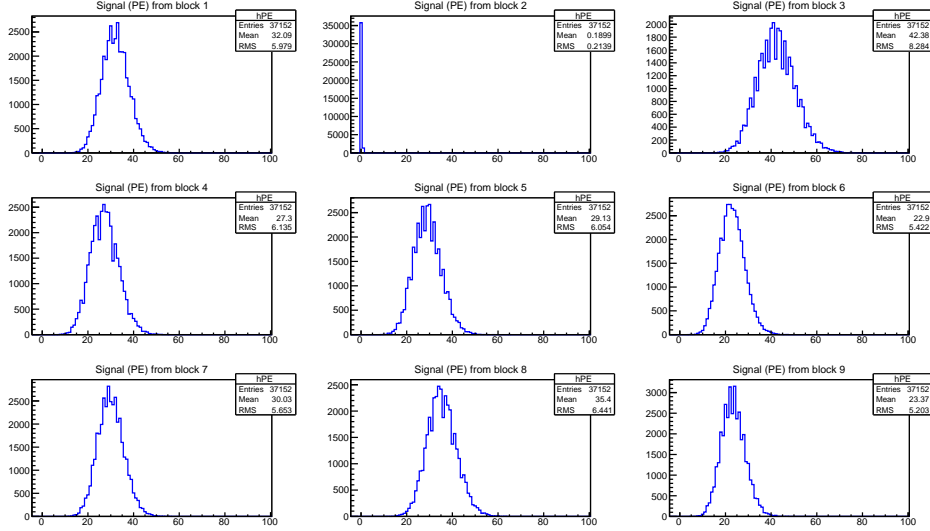 Signal (PE) from block 1
hPE
Entries 37152
Mean 32.09
RMS 5.979
2500
2000
1500
1000
500
0
0 20 40 60 80 100
Signal (PE) from block 2
hPE
Entries 37152
Mean 0.1899
RMS 0.2139
35000
30000
25000
20000
15000
10000
5000
0
0 20 40 60 80 100
Signal (PE) from block 3
hPE
Entries 37152
Mean 42.38
RMS 8.284
2000
1800
1600
1400
1200
1000
800
600
400
200
0
0 20 40 60 80 100
Signal (PE) from block 4
hPE
Entries 37152
Mean 27.3
RMS 6.135
2500
2000
1500
1000
500
0
0 20 40 60 80 100
Signal (PE) from block 5
hPE
Entries 37152
Mean 29.13
RMS 6.054
2500
2000
1500
1000
500
0
0 20 40 60 80 100
Signal (PE) from block 6
hPE
Entries 37152
Mean 22.9
RMS 5.422
2500
2000
1500
1000
500
0
0 20 40 60 80 100
Signal (PE) from block 7
hPE
Entries 37152
Mean 30.03
RMS 5.653
2500
2000
1500
1000
500
0
0 20 40 60 80 100
Signal (PE) from block 8
hPE
Entries 37152
Mean 35.4
RMS 6.441
2500
2000
1500
1000
500
0
0 20 40 60 80 100
Signal (PE) from block 9
hPE
Entries 37152
Mean 23.37
RMS 5.203
3000
2500
2000
1500
1000
500
0
0 20 40 60 80 100